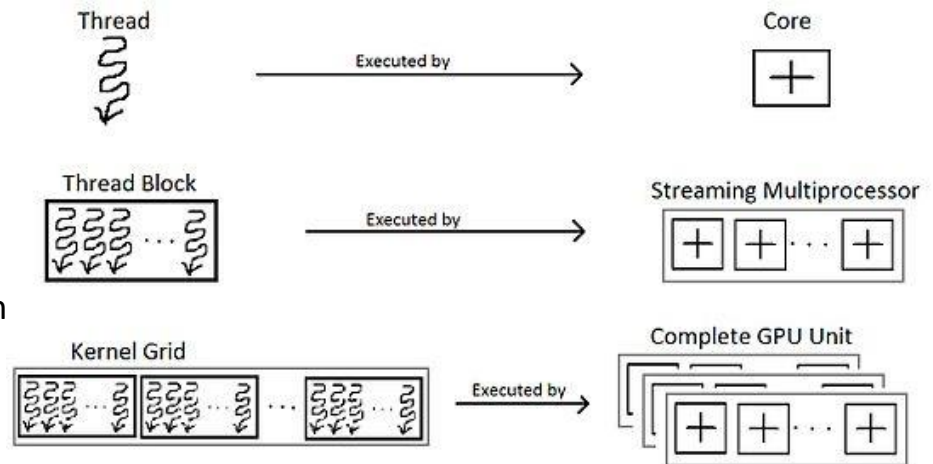 Thread
Core
Executed by
Thread Block
Streaming Multiprocessor
Executed by
n
Kernel Grid
Complete GPU Unit
Executed by